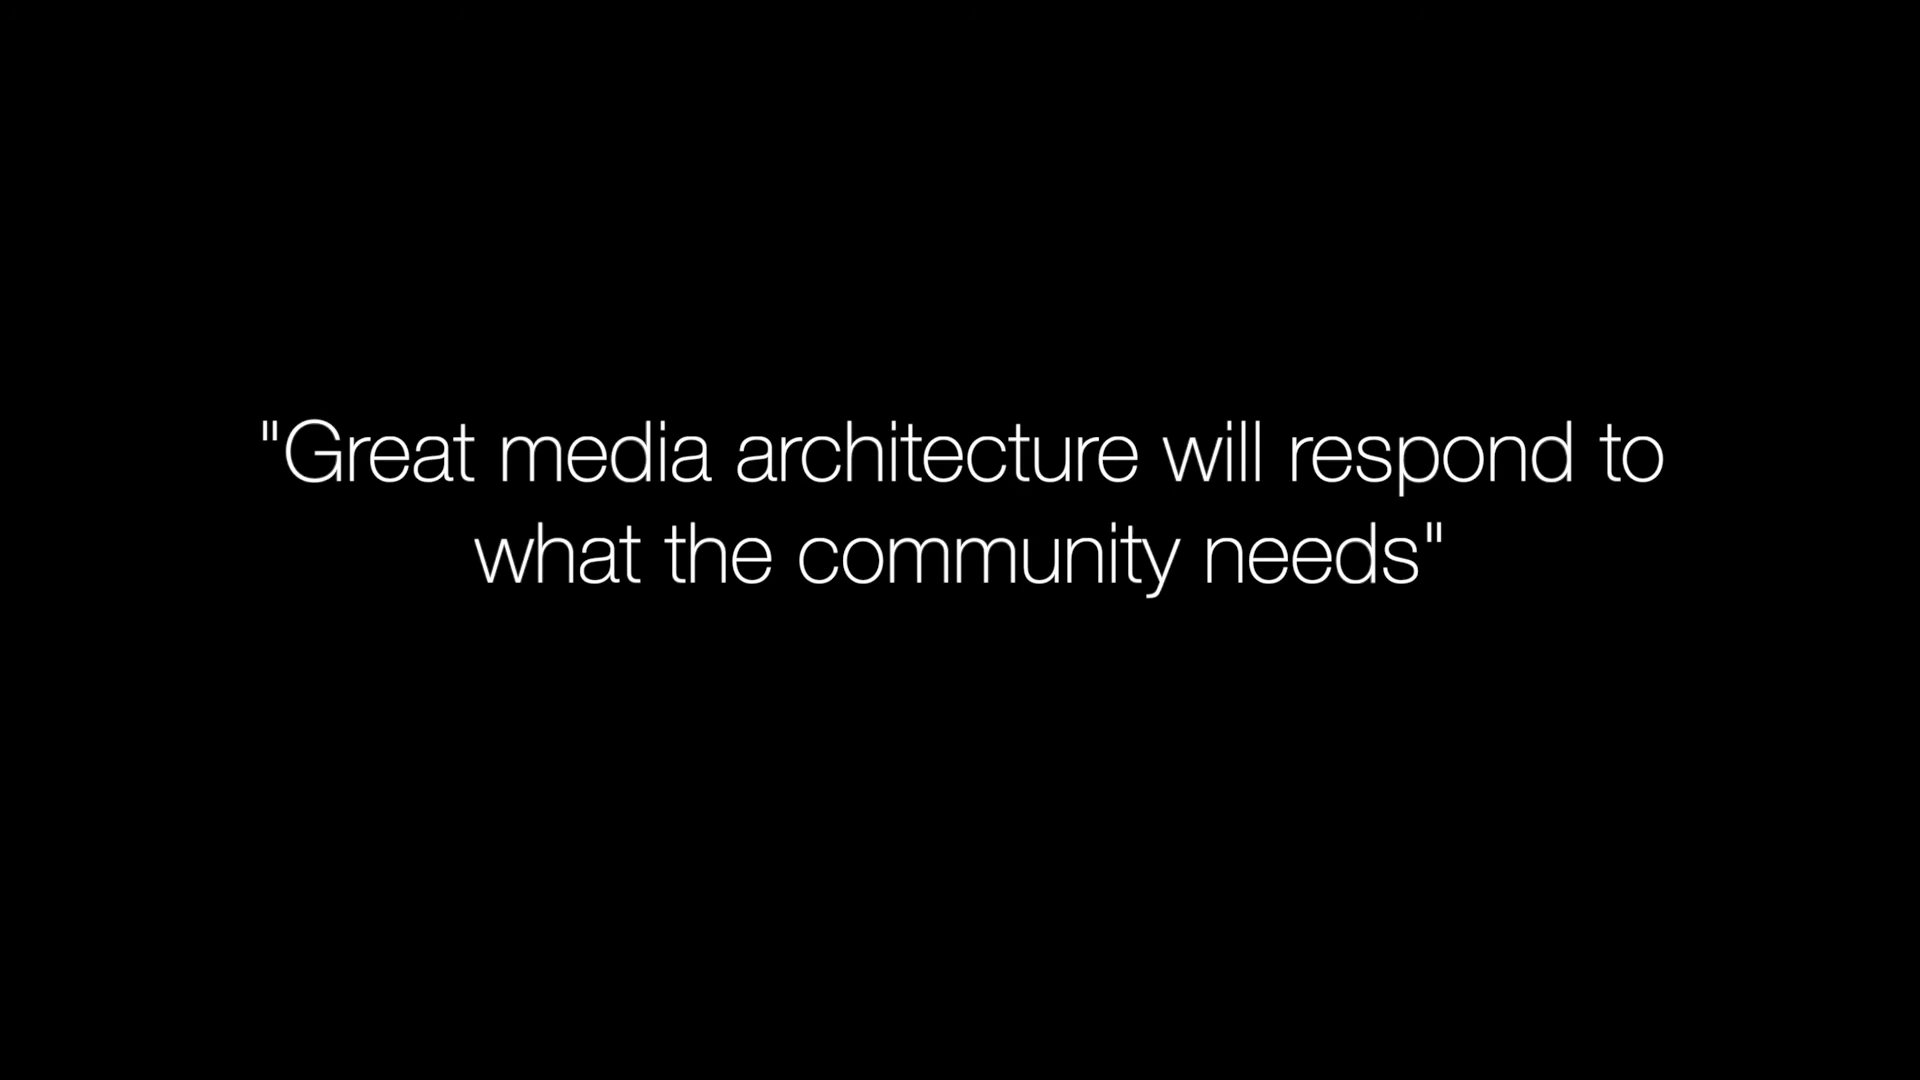 "Great media architecture will respond to
what the community needs"